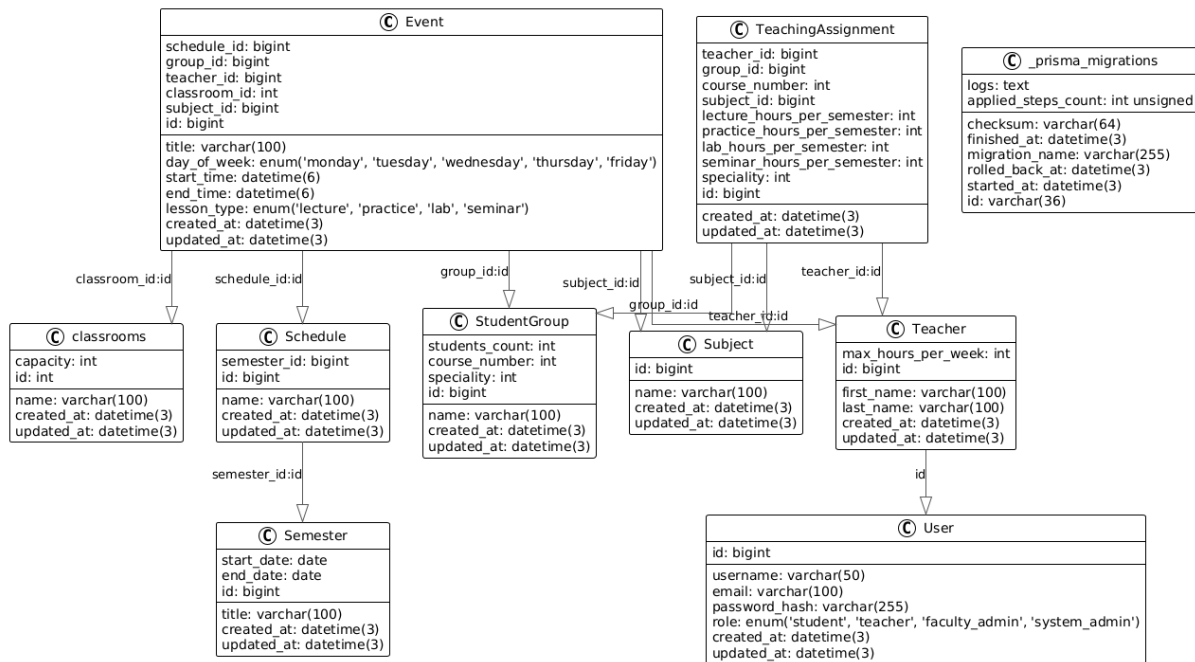 C Event
schedule_id: bigint
group_id: bigint
teacher_id: bigint
classroom_id: int
subject_id: bigint
id: bigint
title: varchar(100)
day_of_week: enum('monday', 'tuesday', 'wednesday', 'thursday', 'friday')
start_time: datetime(6)
end_time: datetime(6)
lesson_type: enum('lecture', 'practice', 'lab', 'seminar')
created_at: datetime(3)
updated_at: datetime(3)
C TeachingAssignment
teacher_id: bigint
group_id: bigint
course_number: int
subject_id: bigint
lecture_hours_per_semester: int
practice_hours_per_semester: int
lab_hours_per_semester: int
seminar_hours_per_semester: int
speciality: int
id: bigint
created_at: datetime(3)
updated_at: datetime(3)
C _prisma_migrations
logs: text
applied_steps_count: int unsigned
checksum: varchar(64)
finished_at: datetime(3)
migration_name: varchar(255)
rolled_back_at: datetime(3)
started_at: datetime(3)
id: varchar(36)
classroom_id:id
schedule_id:id
group_id:id
subject_id:id
group_id:id
subject_id:id
teacher_id:id
teacher_id:id
C classrooms
capacity: int
id: int
name: varchar(100)
created_at: datetime(3)
updated_at: datetime(3)
C Schedule
semester_id: bigint
id: bigint
name: varchar(100)
created_at: datetime(3)
updated_at: datetime(3)
C StudentGroup
students_count: int
course_number: int
speciality: int
id: bigint
name: varchar(100)
created_at: datetime(3)
updated_at: datetime(3)
C Subject
id: bigint
name: varchar(100)
created_at: datetime(3)
updated_at: datetime(3)
C Teacher
max_hours_per_week: int
id: bigint
first_name: varchar(100)
last_name: varchar(100)
created_at: datetime(3)
updated_at: datetime(3)
semester_id:id
id
C Semester
start_date: date
end_date: date
id: bigint
title: varchar(100)
created_at: datetime(3)
updated_at: datetime(3)
C User
id: bigint
username: varchar(50)
email: varchar(100)
password_hash: varchar(255)
role: enum('student', 'teacher', 'faculty_admin', 'system_admin')
created_at: datetime(3)
updated_at: datetime(3)